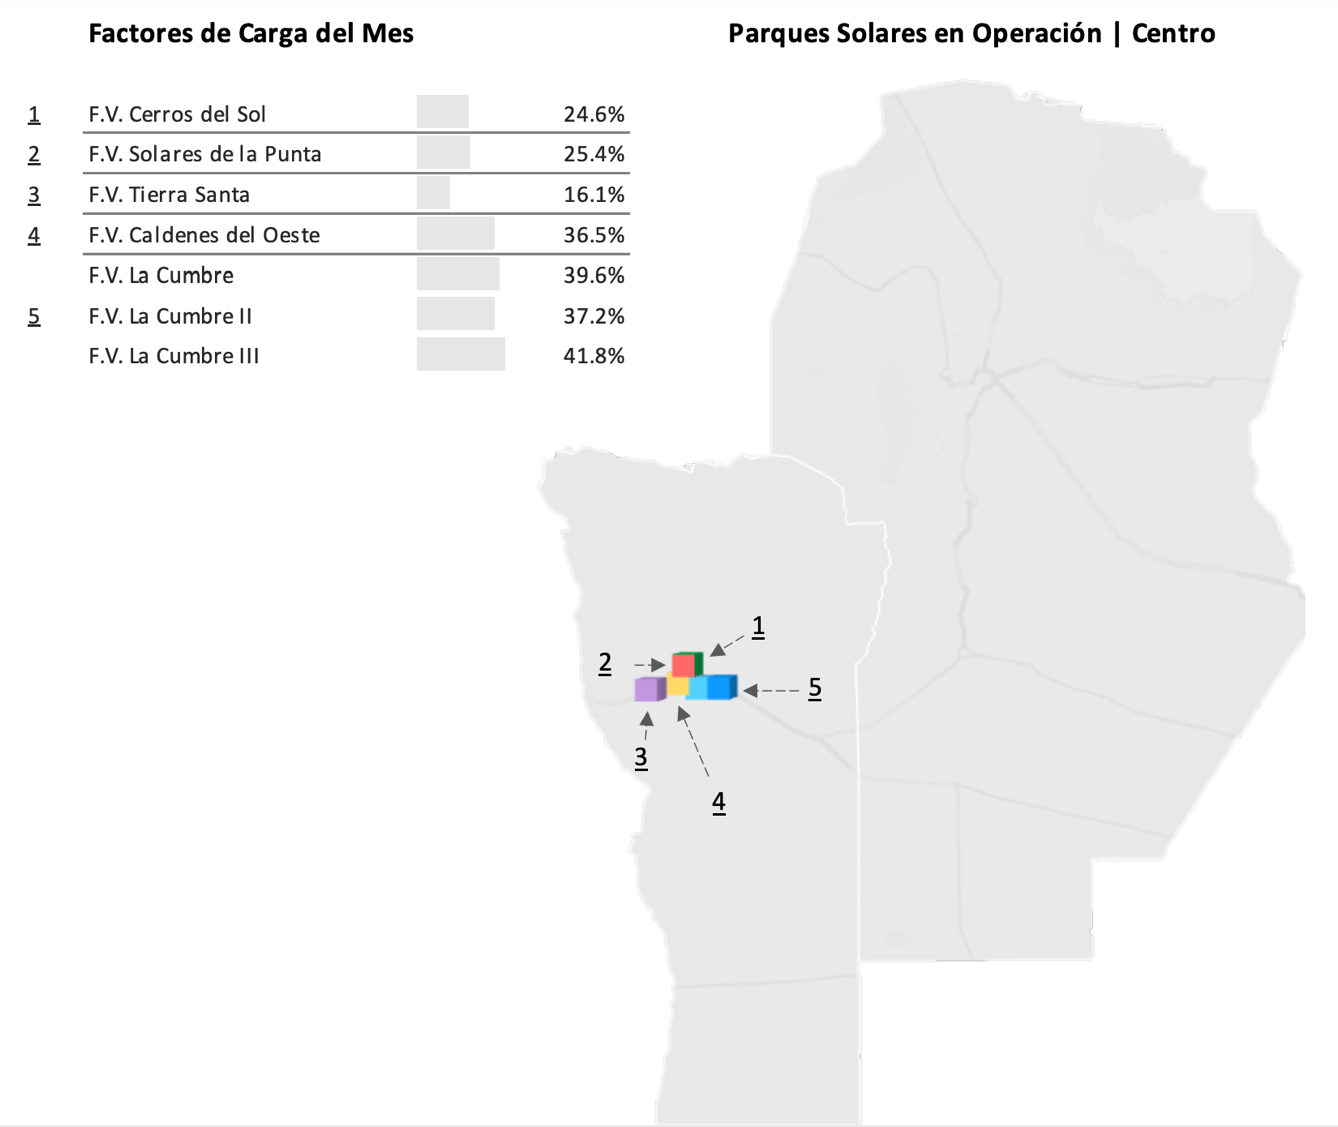 Factores de Carga del Mes
Parques Solares en Operación | Centro
1 F.V. Cerros del Sol 24.6%
2 F.V. Solares de la Punta 25.4%
3 F.V. Tierra Santa 16.1%
4 F.V. Caldenes del Oeste 36.5%
F.V. La Cumbre 39.6%
5 F.V. La Cumbre II 37.2%
F.V. La Cumbre III 41.8%
1
2
5
3
4